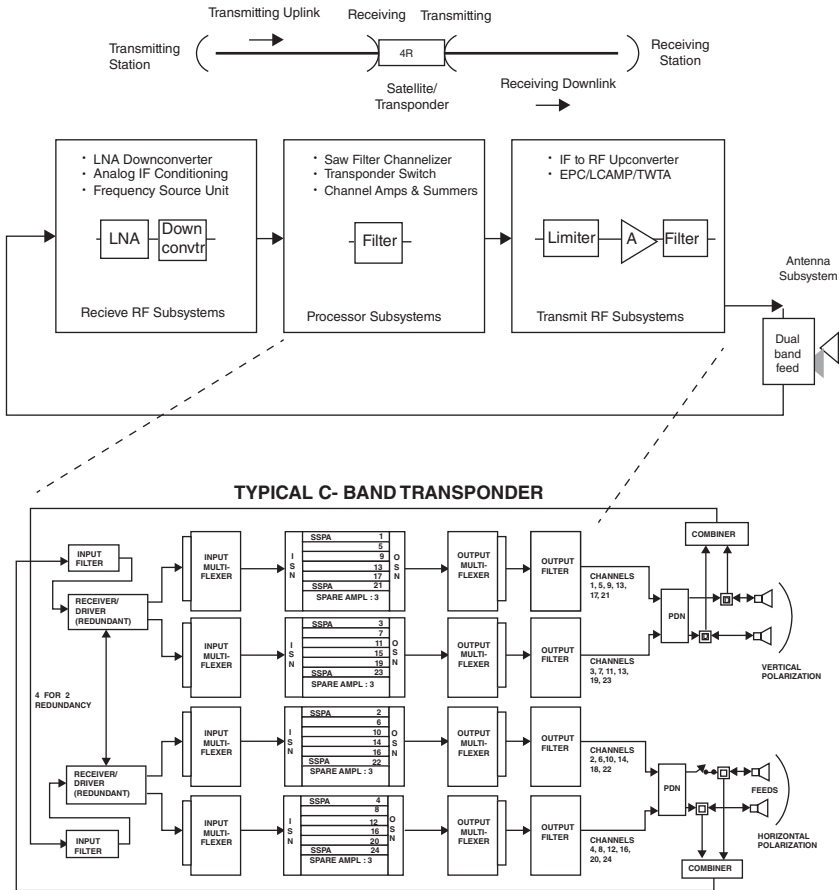 Transmitting Uplink
Receiving
Transmitting
Transmitting
Station
4R
Receiving
Station
Satellite/
Transponder
Receiving Downlink
• LNA Downconverter
• Analog IF Conditioning
• Frequency Source Unit
LNA
Down
convtr
Recieve RF Subsystems
• Saw Filter Channelizer
• Transponder Switch
• Channel Amps & Summers
Filter
Processor Subsystems
• IF to RF Upconverter
• EPC/LCAMP/TWTA
Limiter
A
Filter
Transmit RF Subsystems
Antenna
Subsystem
Dual
band
feed
TYPICAL C- BAND TRANSPONDER
INPUT
FILTER
RECEIVER/
DRIVER
(REDUNDANT)
4 FOR 2
REDUNDANCY
RECEIVER/
DRIVER
(REDUNDANT)
INPUT
FILTER
INPUT
MULTI-
FLEXER
I
S
N
SSPA 1
5
9
13
17
SSPA 21
SPARE AMPL : 3
O
S
N
OUTPUT
MULTI-
FLEXER
OUTPUT
FILTER
CHANNELS
1, 5, 9, 13,
17, 21
INPUT
MULTI-
FLEXER
I
S
N
SSPA 3
7
11
15
19
SSPA 23
SPARE AMPL : 3
O
S
N
OUTPUT
MULTI-
FLEXER
OUTPUT
FILTER
CHANNELS
3, 7, 11, 13,
19, 23
PDN
COMBINER
VERTICAL
POLARIZATION
INPUT
MULTI-
FLEXER
I
S
N
SSPA 2
6
10
14
16
SSPA 22
SPARE AMPL : 3
O
S
N
OUTPUT
MULTI-
FLEXER
OUTPUT
FILTER
CHANNELS
2, 6,10, 14,
18, 22
INPUT
MULTI-
FLEXER
I
S
N
SSPA 4
8
12
16
20
SSPA 24
SPARE AMPL : 3
O
S
N
OUTPUT
MULTI-
FLEXER
OUTPUT
FILTER
CHANNELS
4, 8, 12, 16,
20, 24
PDN
FEEDS
HORIZONTAL
POLARIZATION
COMBINER